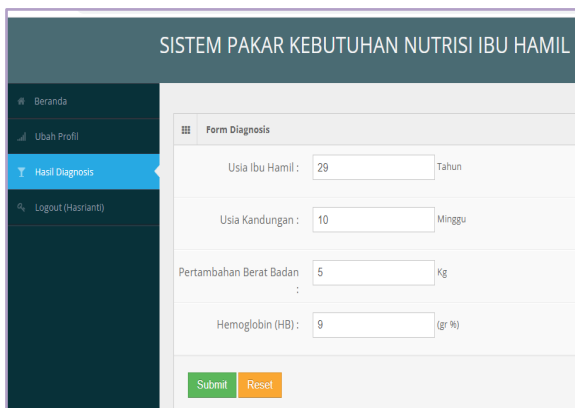 SISTEM PAKAR KEBUTUHAN NUTRISI IBU HAMIL
Beranda
Ubah Profil
Hasil Diagnosis
Logout (Hasrianti)
Form Diagnosis
Usia Ibu Hamil : 29 Tahun
Usia Kandungan : 10 Minggu
Pertambahan Berat Badan : 5 Kg
Hemoglobin (HB) : 9 (gr %)
Submit Reset